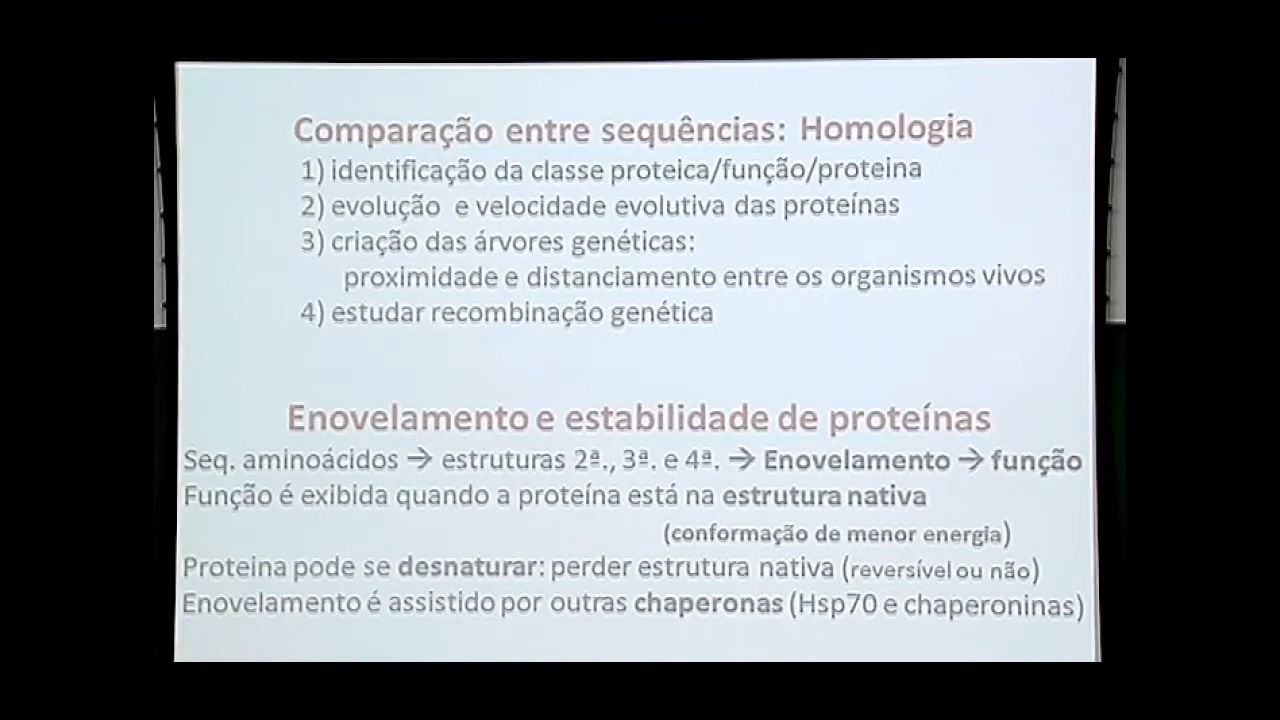 Comparação entre sequências: Homologia
1) identificação da classe proteica/função/proteina
2) evolução e velocidade evolutiva das proteínas
3) criação das árvores genéticas:
proximidade e distanciamento entre os organismos vivos
4) estudar recombinação genética
Enovelamento e estabilidade de proteínas
Seq. aminoácidos → estruturas 2ª., 3ª. e 4ª. → Enovelamento → função
Função é exibida quando a proteína está na estrutura nativa
(conformação de menor energia)
Proteina pode se desnaturar: perder estrutura nativa (reversível ou não)
Enovelamento é assistido por outras chaperonas (Hsp70 e chaperoninas)